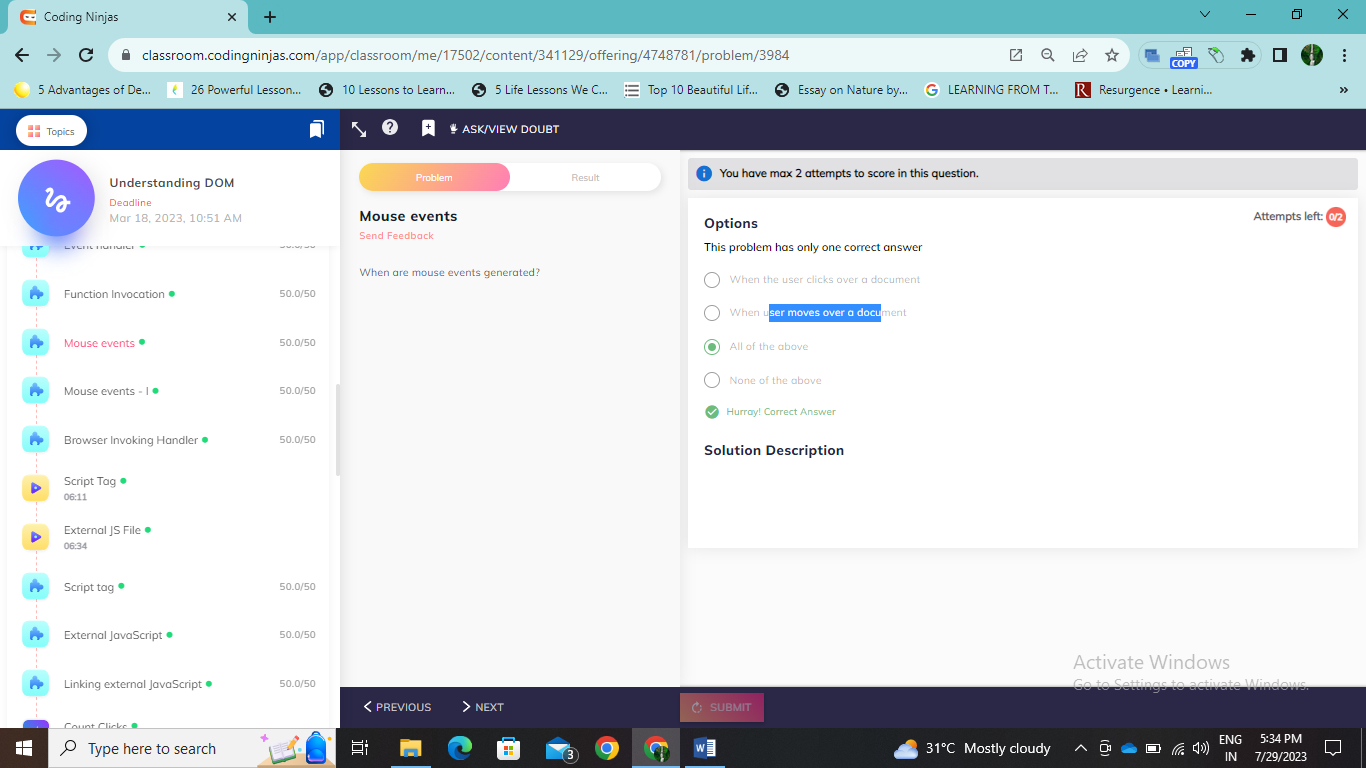 Coding Ninjas
classroom.codingninjas.com/app/classroom/me/17502/content/341129/offering/4748781/problem/3984
COPY
5 Advantages of De...
26 Powerful Lesson...
10 Lessons to Learn...
5 Life Lessons We C...
Top 10 Beautiful Lif...
Essay on Nature by...
LEARNING FROM T...
Resurgence • Learni...
Topics
ASK/VIEW DOUBT
Understanding DOM
Deadline
Mar 18, 2023, 10:51 AM
Event handler 50.0/50
Function Invocation 50.0/50
Mouse events 50.0/50
Mouse events - I 50.0/50
Browser Invoking Handler 50.0/50
Script Tag
06:11
External JS File
06:34
Script tag 50.0/50
External JavaScript 50.0/50
Linking external JavaScript 50.0/50
Count Clicks
Problem
Result
Mouse events
Send Feedback
When are mouse events generated?
You have max 2 attempts to score in this question.
Options
Attempts left: 0/2
This problem has only one correct answer
When the user clicks over a document
When user moves over a document
All of the above
None of the above
Hurray! Correct Answer
Solution Description
Activate Windows
Go to Settings to activate Windows.
PREVIOUS
NEXT
SUBMIT
Type here to search
3
31°C Mostly cloudy
ENG
IN
5:34 PM
7/29/2023